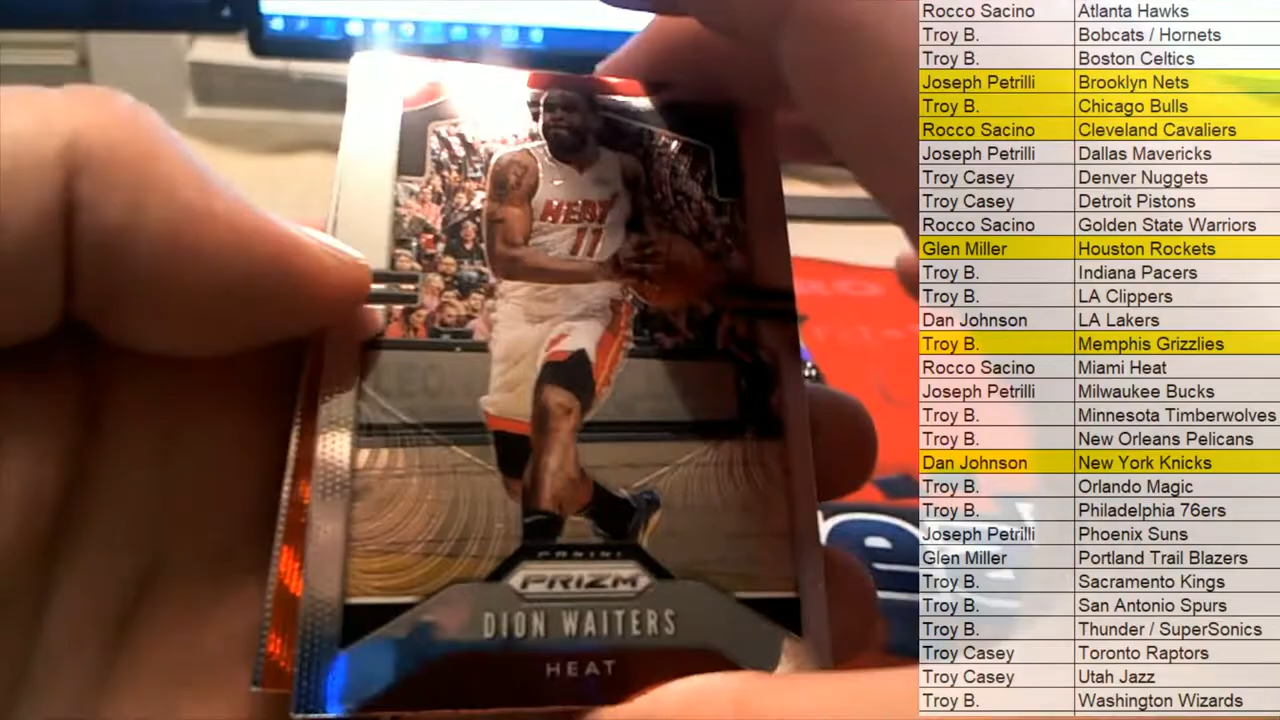 HEAT
11
PANINI
PRIZM
DION WAITERS
HEAT
Rocco Sacino Atlanta Hawks
Troy B. Bobcats / Hornets
Troy B. Boston Celtics
Joseph Petrilli Brooklyn Nets
Troy B. Chicago Bulls
Rocco Sacino Cleveland Cavaliers
Joseph Petrilli Dallas Mavericks
Troy Casey Denver Nuggets
Troy Casey Detroit Pistons
Rocco Sacino Golden State Warriors
Glen Miller Houston Rockets
Troy B. Indiana Pacers
Troy B. LA Clippers
Dan Johnson LA Lakers
Troy B. Memphis Grizzlies
Rocco Sacino Miami Heat
Joseph Petrilli Milwaukee Bucks
Troy B. Minnesota Timberwolves
Troy B. New Orleans Pelicans
Dan Johnson New York Knicks
Troy B. Orlando Magic
Troy B. Philadelphia 76ers
Joseph Petrilli Phoenix Suns
Glen Miller Portland Trail Blazers
Troy B. Sacramento Kings
Troy B. San Antonio Spurs
Troy B. Thunder / SuperSonics
Troy Casey Toronto Raptors
Troy Casey Utah Jazz
Troy B. Washington Wizards